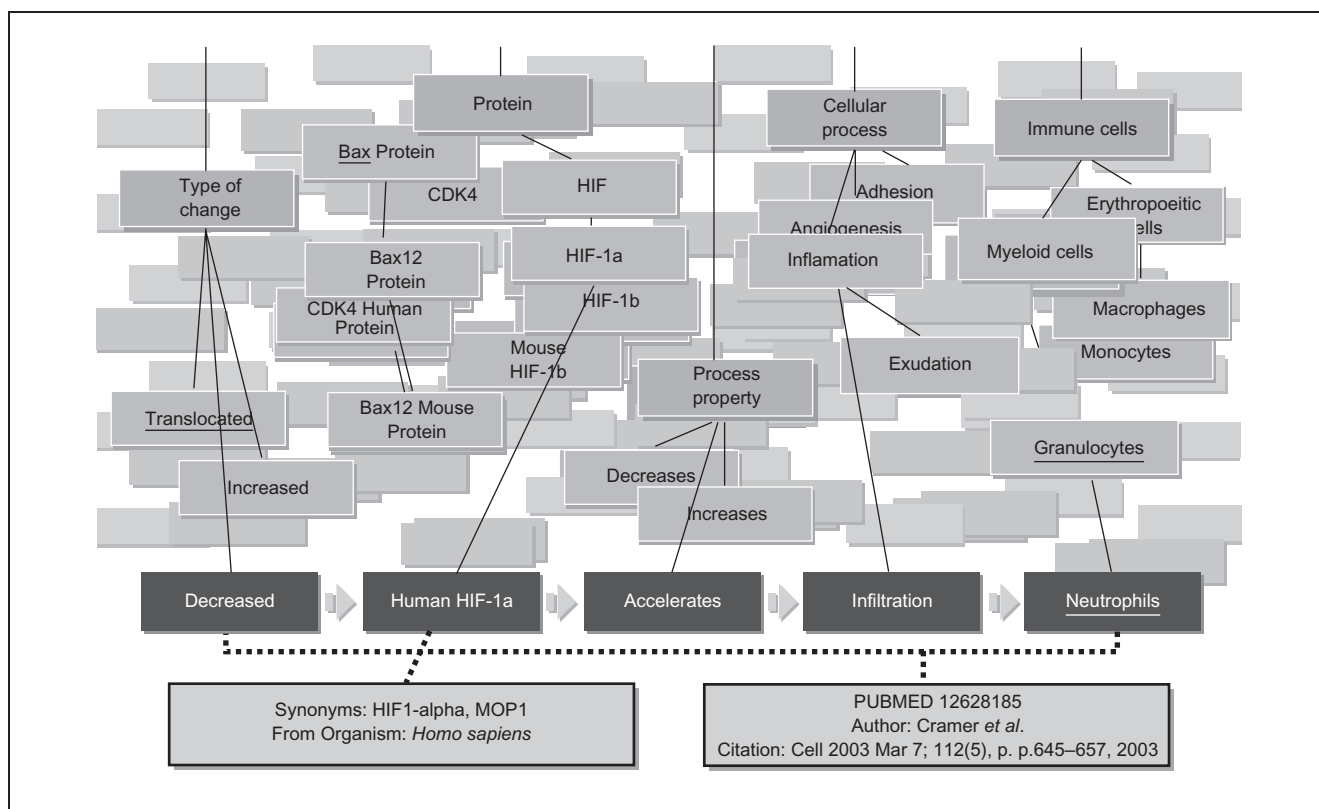 Protein
Cellular
process
Immune cells
Bax Protein
Type of
change
CDK4
HIF
Adhesion
Erythropoeitic
Angiogenesis
Bax12
Protein
HIF-1a
Inflamation
Myeloid cells
CDK4 Human
Protein
HIF-1b
Macrophages
Mouse
HIF-1b
Monocytes
Process
property
Exudation
Translocated
Bax12 Mouse
Protein
Granulocytes
Increased
Decreases
Increases
Decreased
Human HIF-1a
Accelerates
Infiltration
Neutrophils
Synonyms: HIF1-alpha, MOP1
From Organism: Homo sapiens
PUBMED 12628185
Author: Cramer et al.
Citation: Cell 2003 Mar 7; 112(5), p. p.645–657, 2003